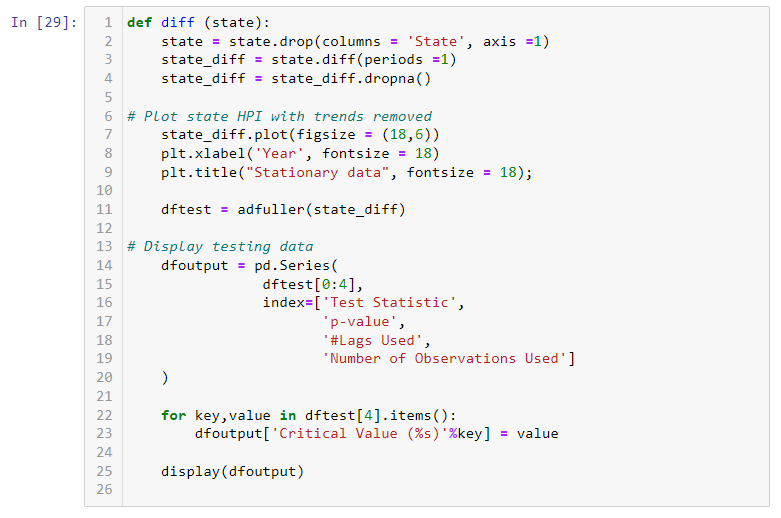 In [29]:
1 def diff (state):
2     state = state.drop(columns = 'State', axis =1)
3     state_diff = state.diff(periods =1)
4     state_diff = state_diff.dropna()
5
6 # Plot state HPI with trends removed
7     state_diff.plot(figsize = (18,6))
8     plt.xlabel('Year', fontsize = 18)
9     plt.title("Stationary data", fontsize = 18);
10
11     dftest = adfuller(state_diff)
12
13 # Display testing data
14     dfoutput = pd.Series(
15                 dftest[0:4],
16                 index=['Test Statistic',
17                        'p-value',
18                        '#Lags Used',
19                        'Number of Observations Used']
20     )
21
22     for key,value in dftest[4].items():
23         dfoutput['Critical Value (%s)'%key] = value
24
25     display(dfoutput)
26